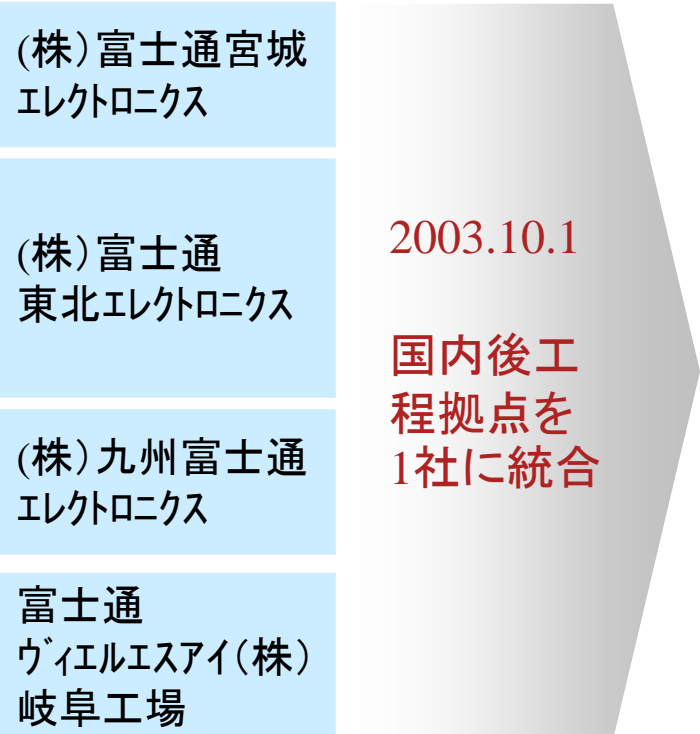 (株)富士通宮城
エレクトロニクス
(株)富士通
東北エレクトロニクス
(株)九州富士通
エレクトロニクス
富士通
ヴィエルエスアイ(株)
岐阜工場
2003.10.1
国内後工
程拠点を
1社に統合